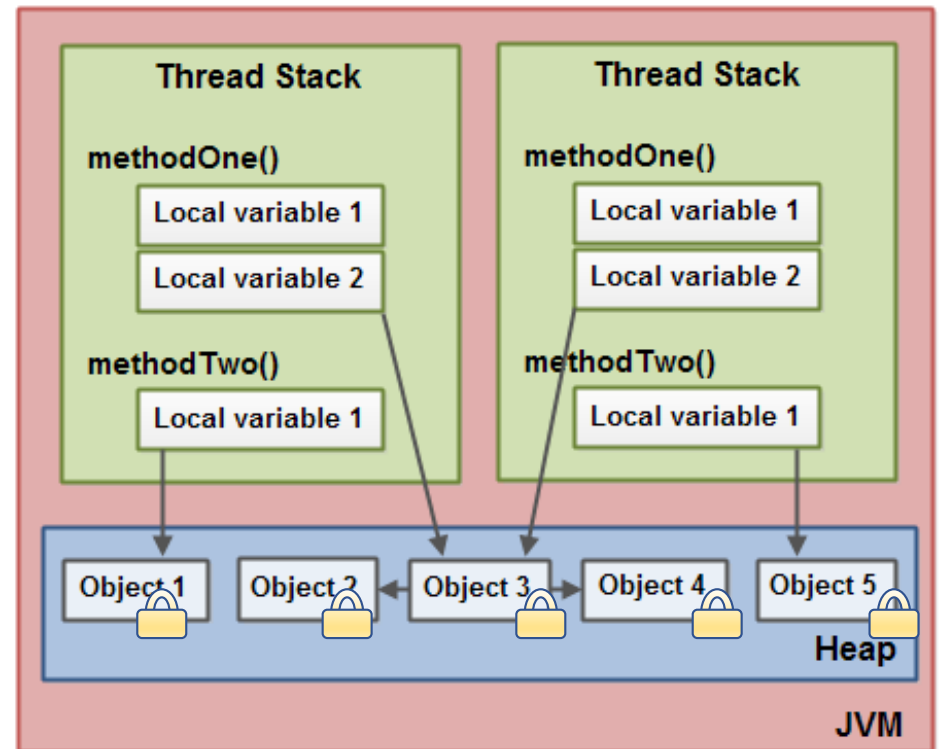 Thread Stack
methodOne()
Local variable 1
Local variable 2
methodTwo()
Local variable 1
Thread Stack
methodOne()
Local variable 1
Local variable 2
methodTwo()
Local variable 1
Object 1
Object 2
Object 3
Object 4
Object 5
Heap
JVM